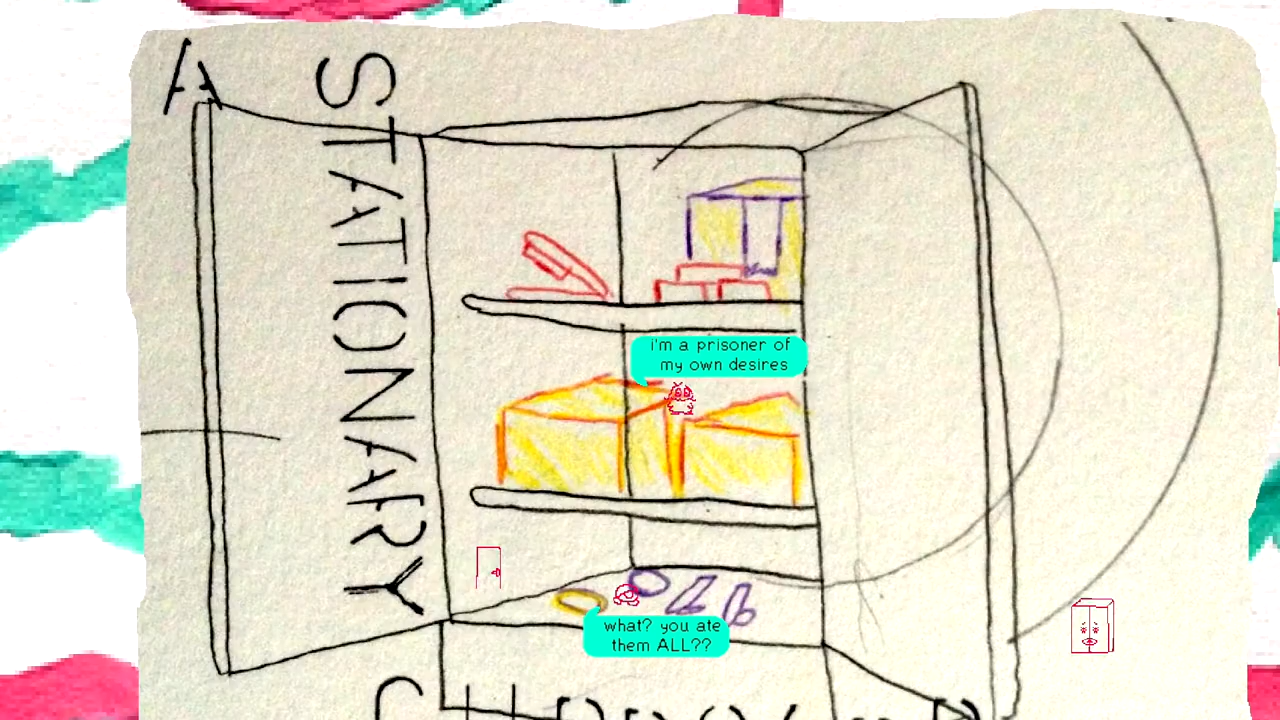 A
STATIONARY
i'm a prisoner of
my own desires
what? you ate
them ALL??